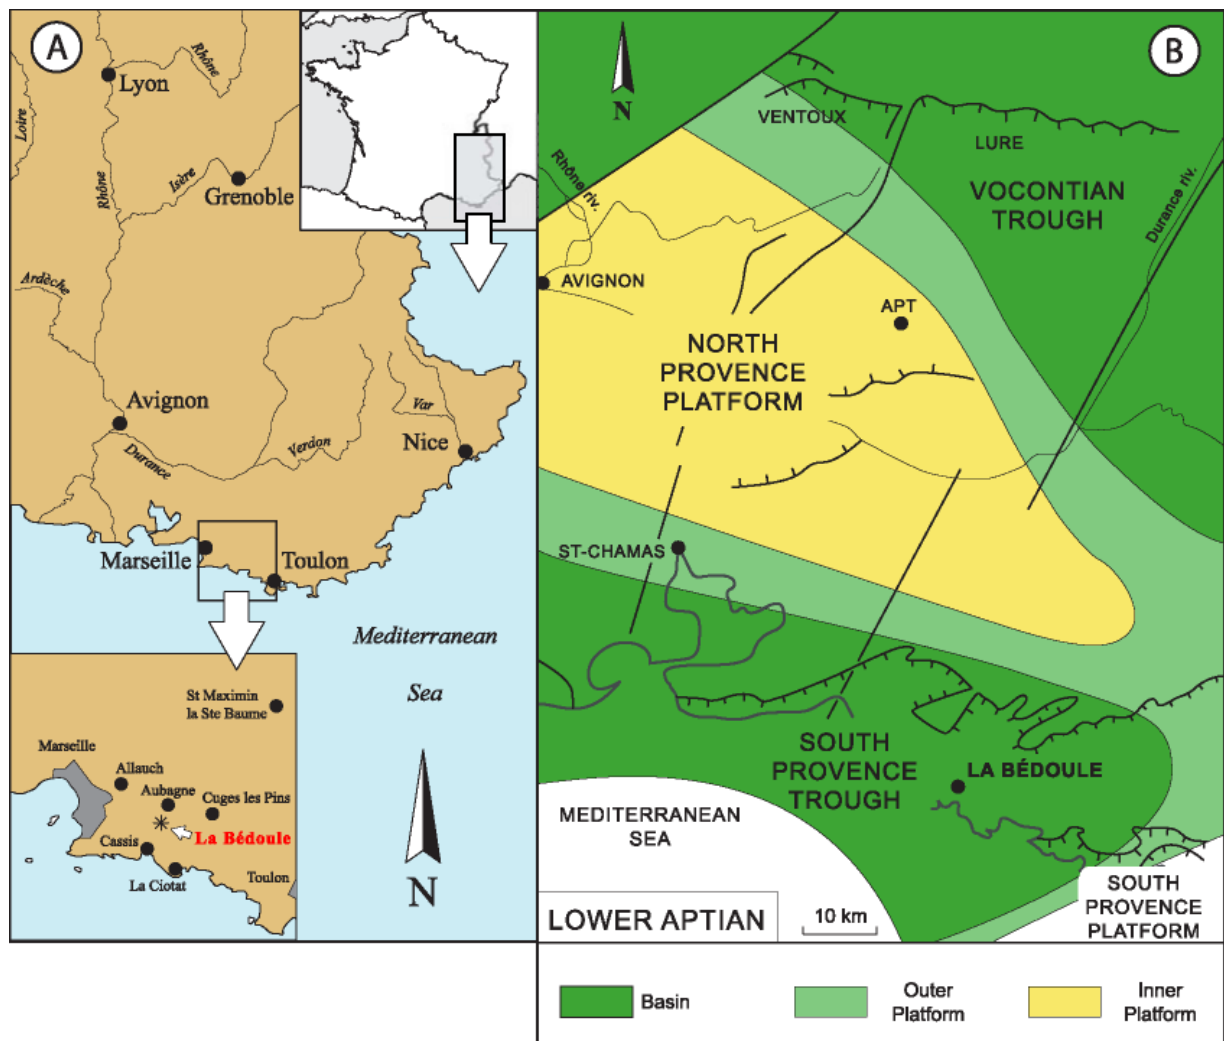 A
Lyon
Rhône
Loire
Rhône
Isère
Grenoble
Ardèche
Avignon
Durance
Verdon
Var
Nice
Marseille
Toulon
Mediterranean
Sea
N
St Maximin
la Ste Baume
Marseille
Allauch
Aubagne
Cuges les Pins
La Bédoule
Cassis
La Ciotat
Toulon
B
N
VENTOUX
LURE
VOCONTIAN
TROUGH
Rhône riv.
Durance riv.
AVIGNON
APT
NORTH
PROVENCE
PLATFORM
ST-CHAMAS
SOUTH
PROVENCE
TROUGH
LA BÉDOULE
MEDITERRANEAN
SEA
SOUTH
PROVENCE
PLATFORM
LOWER APTIAN
10 km
Basin
Outer
Platform
Inner
Platform